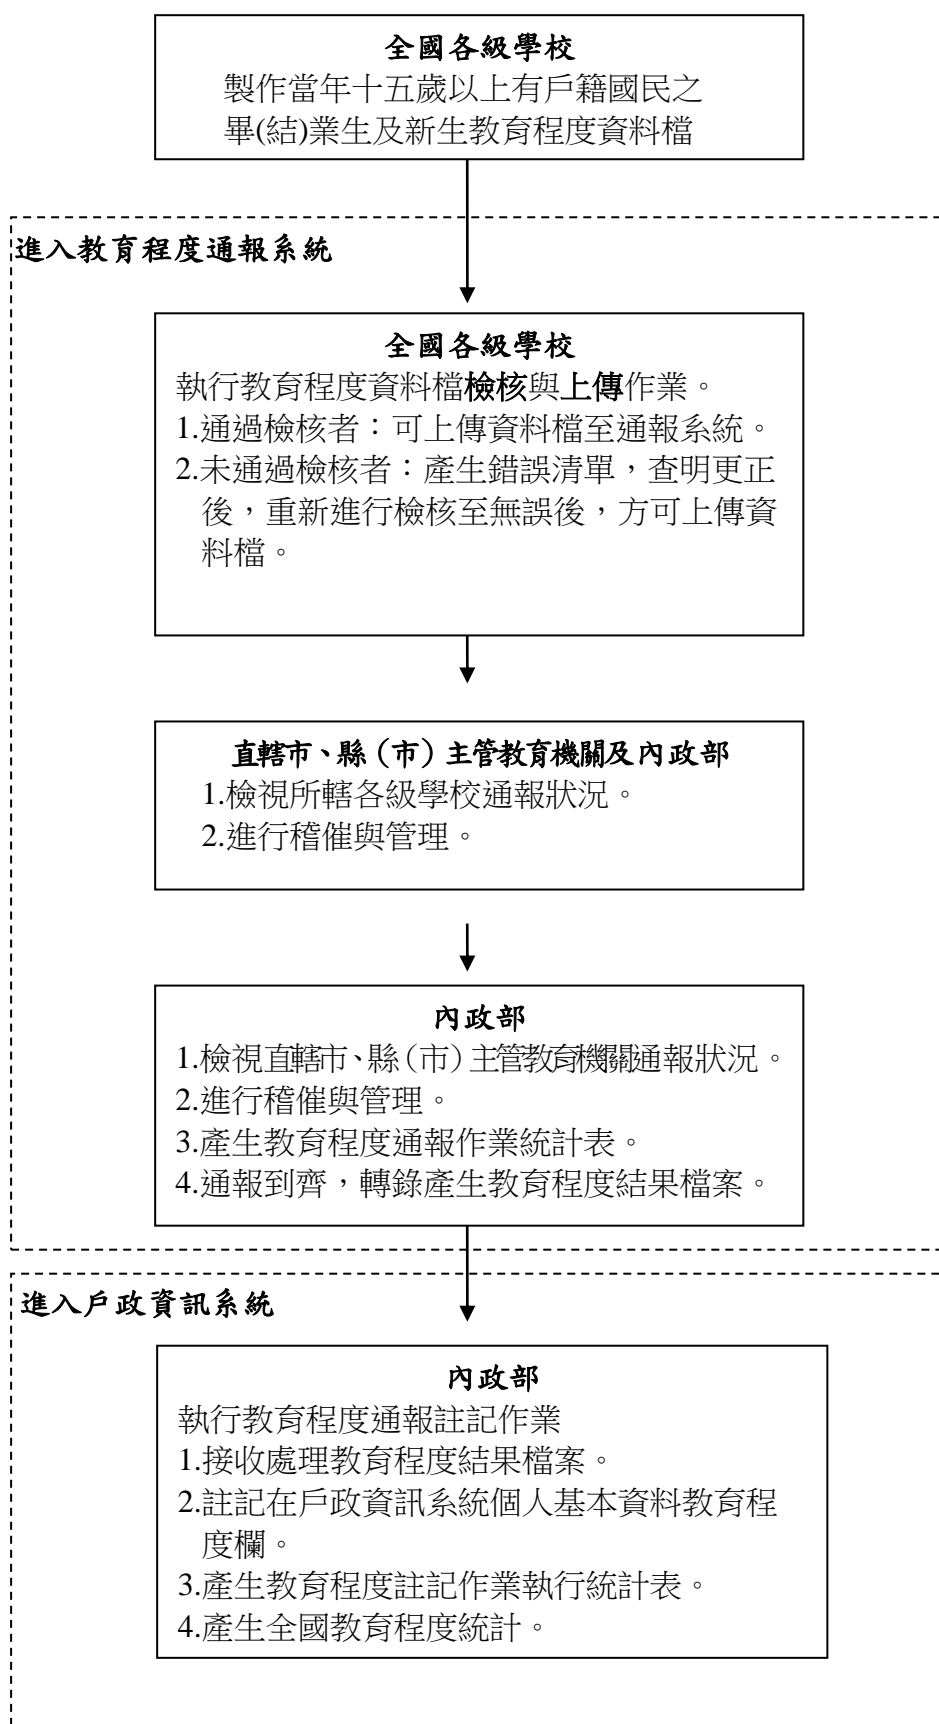 全國各級學校
製作當年十五歲以上有戶籍國民之
畢(結)業生及新生教育程度資料檔
進入教育程度通報系統
全國各級學校
執行教育程度資料檔檢核與上傳作業。
1.通過檢核者：可上傳資料檔至通報系統。
2.未通過檢核者：產生錯誤清單，查明更正
後，重新進行檢核至無誤後，方可上傳資
料檔。
直轄市、縣（市）主管教育機關及內政部
1.檢視所轄各級學校通報狀況。
2.進行稽催與管理。
內政部
1.檢視直轄市、縣（市）主管教育機關通報狀況。
2.進行稽催與管理。
3.產生教育程度通報作業統計表。
4.通報到齊，轉錄產生教育程度結果檔案。
進入戶政資訊系統
內政部
執行教育程度通報註記作業
1.接收處理教育程度結果檔案。
2.註記在戶政資訊系統個人基本資料教育程
度欄。
3.產生教育程度註記作業執行統計表。
4.產生全國教育程度統計。